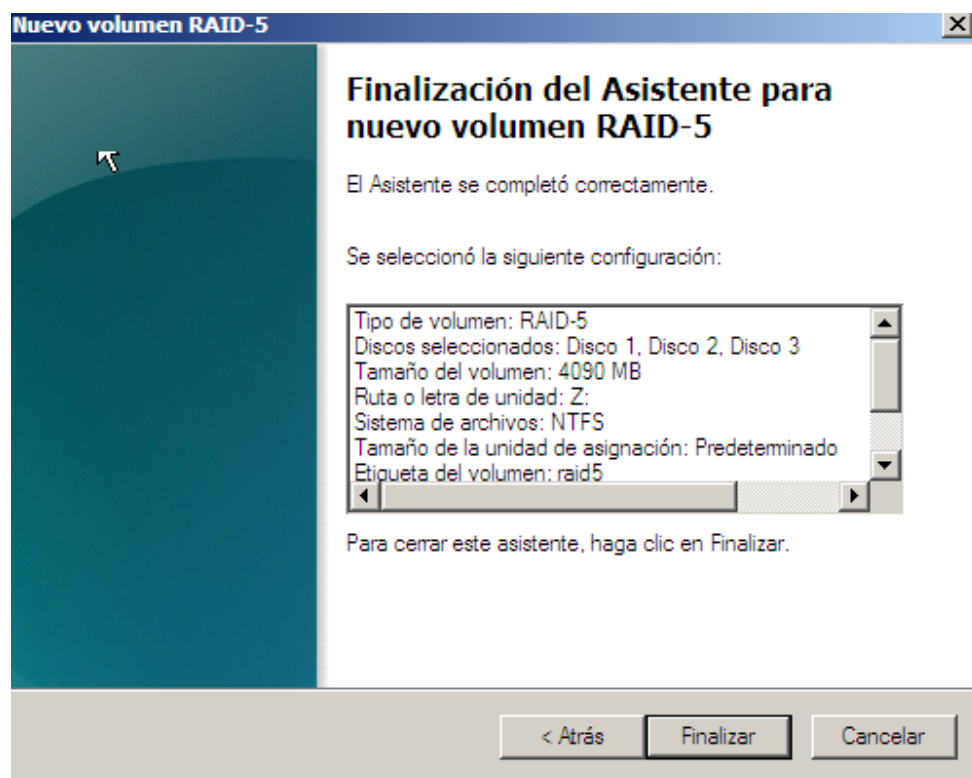 Nuevo volumen RAID-5
Finalización del Asistente para
nuevo volumen RAID-5
El Asistente se completó correctamente.
Se seleccionó la siguiente configuración:
Tipo de volumen: RAID-5
Discos seleccionados: Disco 1, Disco 2, Disco 3
Tamaño del volumen: 4090 MB
Ruta o letra de unidad: Z:
Sistema de archivos: NTFS
Tamaño de la unidad de asignación: Predeterminado
Etiqueta del volumen: raid5
Para cerrar este asistente, haga clic en Finalizar.
< Atrás Finalizar Cancelar